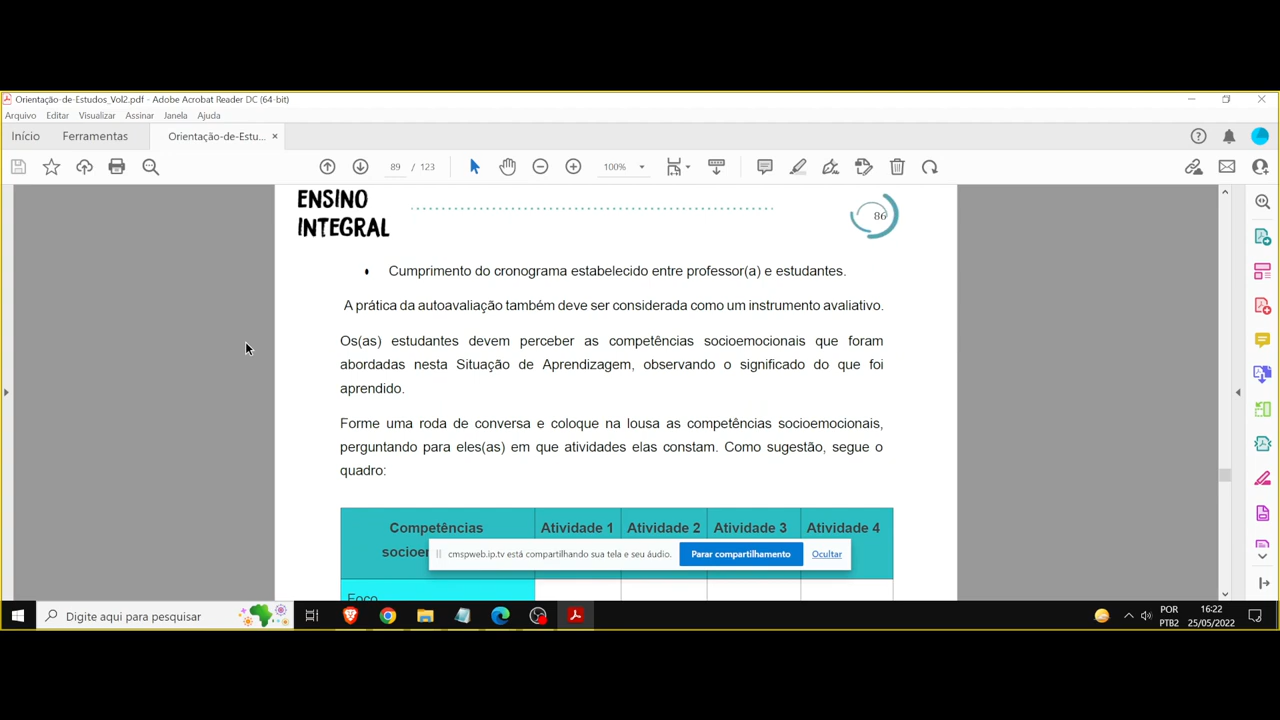 Orientação-de-Estudos_Vol2.pdf - Adobe Acrobat Reader DC (64-bit)
Arquivo Editar Visualizar Assinar Janela Ajuda
Início Ferramentas Orientação-de-Estu... ×
89 / 123 100%
ENSINO
INTEGRAL
86
• Cumprimento do cronograma estabelecido entre professor(a) e estudantes.
A prática da autoavaliação também deve ser considerada como um instrumento avaliativo.
Os(as) estudantes devem perceber as competências socioemocionais que foram
abordadas nesta Situação de Aprendizagem, observando o significado do que foi
aprendido.
Forme uma roda de conversa e coloque na lousa as competências socioemocionais,
perguntando para eles(as) em que atividades elas constam. Como sugestão, segue o
quadro:
Competências Atividade 1 Atividade 2 Atividade 3 Atividade 4
cmspweb.ip.tv está compartilhando sua tela e seu áudio. Parar compartilhamento Ocultar
Foco
Digite aqui para pesquisar
POR
PTB2
16:22
25/05/2022